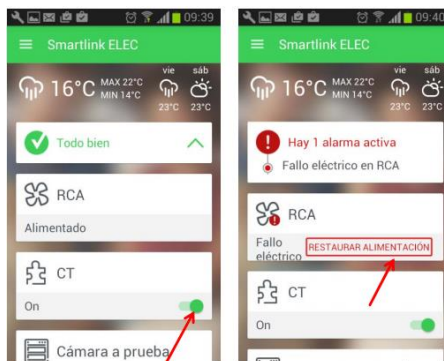 09:39
Smartlink ELEC
16°C MAX 22°C
MIN 14°C
vie
23°C
sáb
23°C
Todo bien
RCA
Alimentado
CT
On
Cámara a prueba
09:40
Smartlink ELEC
16°C MAX 22°C
MIN 14°C
vie
23°C
sáb
23°C
Hay 1 alarma activa
Fallo eléctrico en RCA
RCA
Fallo
eléctrico
RESTAURAR ALIMENTACIÓN
CT
On